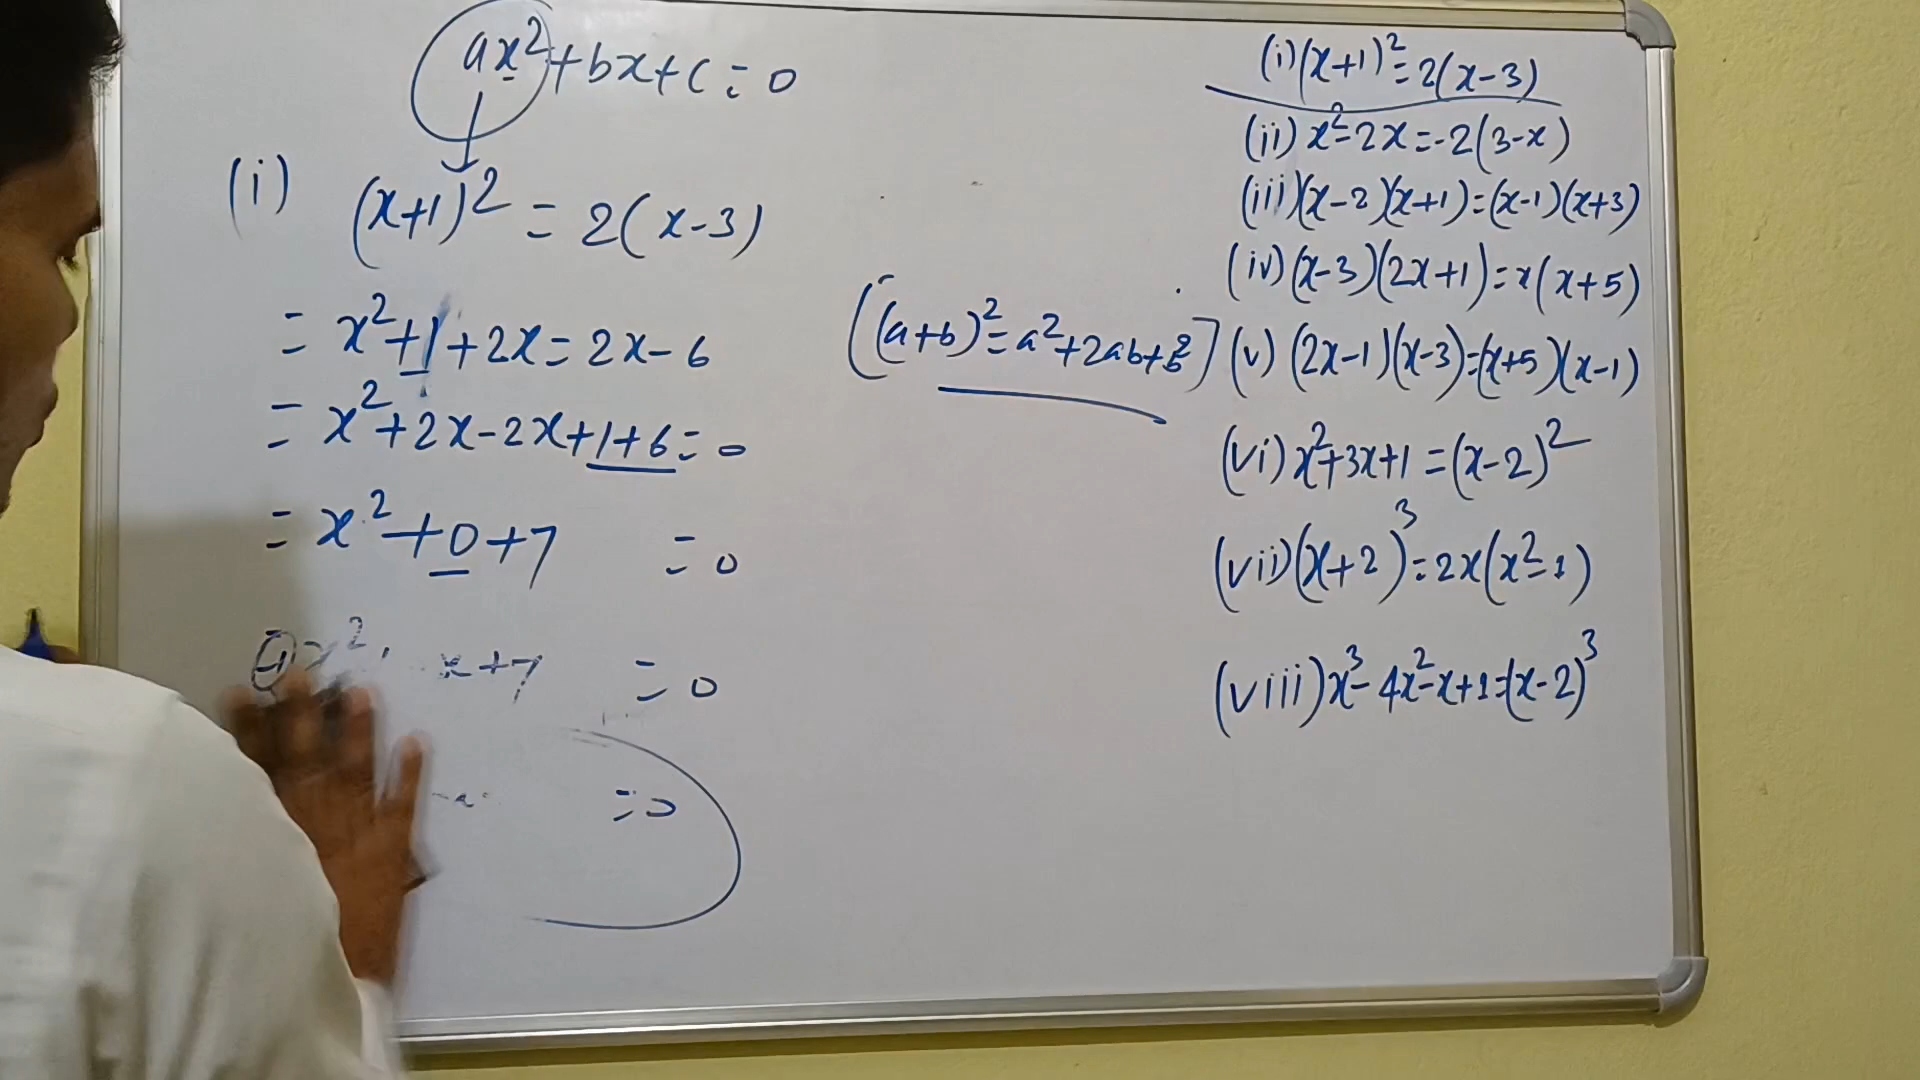 ax²+bx+c=0
(i) (x+1)² = 2(x-3)
= x²+1+2x=2x-6
= x²+2x-2x+1+6=0
= x²+0+7 =0
x+7 =0
=0
[(a+b)²=a²+2ab+b²]
(i) (x+1)²=2(x-3)
(ii) x²-2x=-2(3-x)
(iii) (x-2)(x+1)=(x-1)(x+3)
(iv) (x-3)(2x+1)=x(x+5)
(v) (2x-1)(x-3)=(x+5)(x-1)
(vi) x²+3x+1=(x-2)²
(vii) (x+2)³=2x(x²-1)
(viii) x³-4x²-x+1=(x-2)³